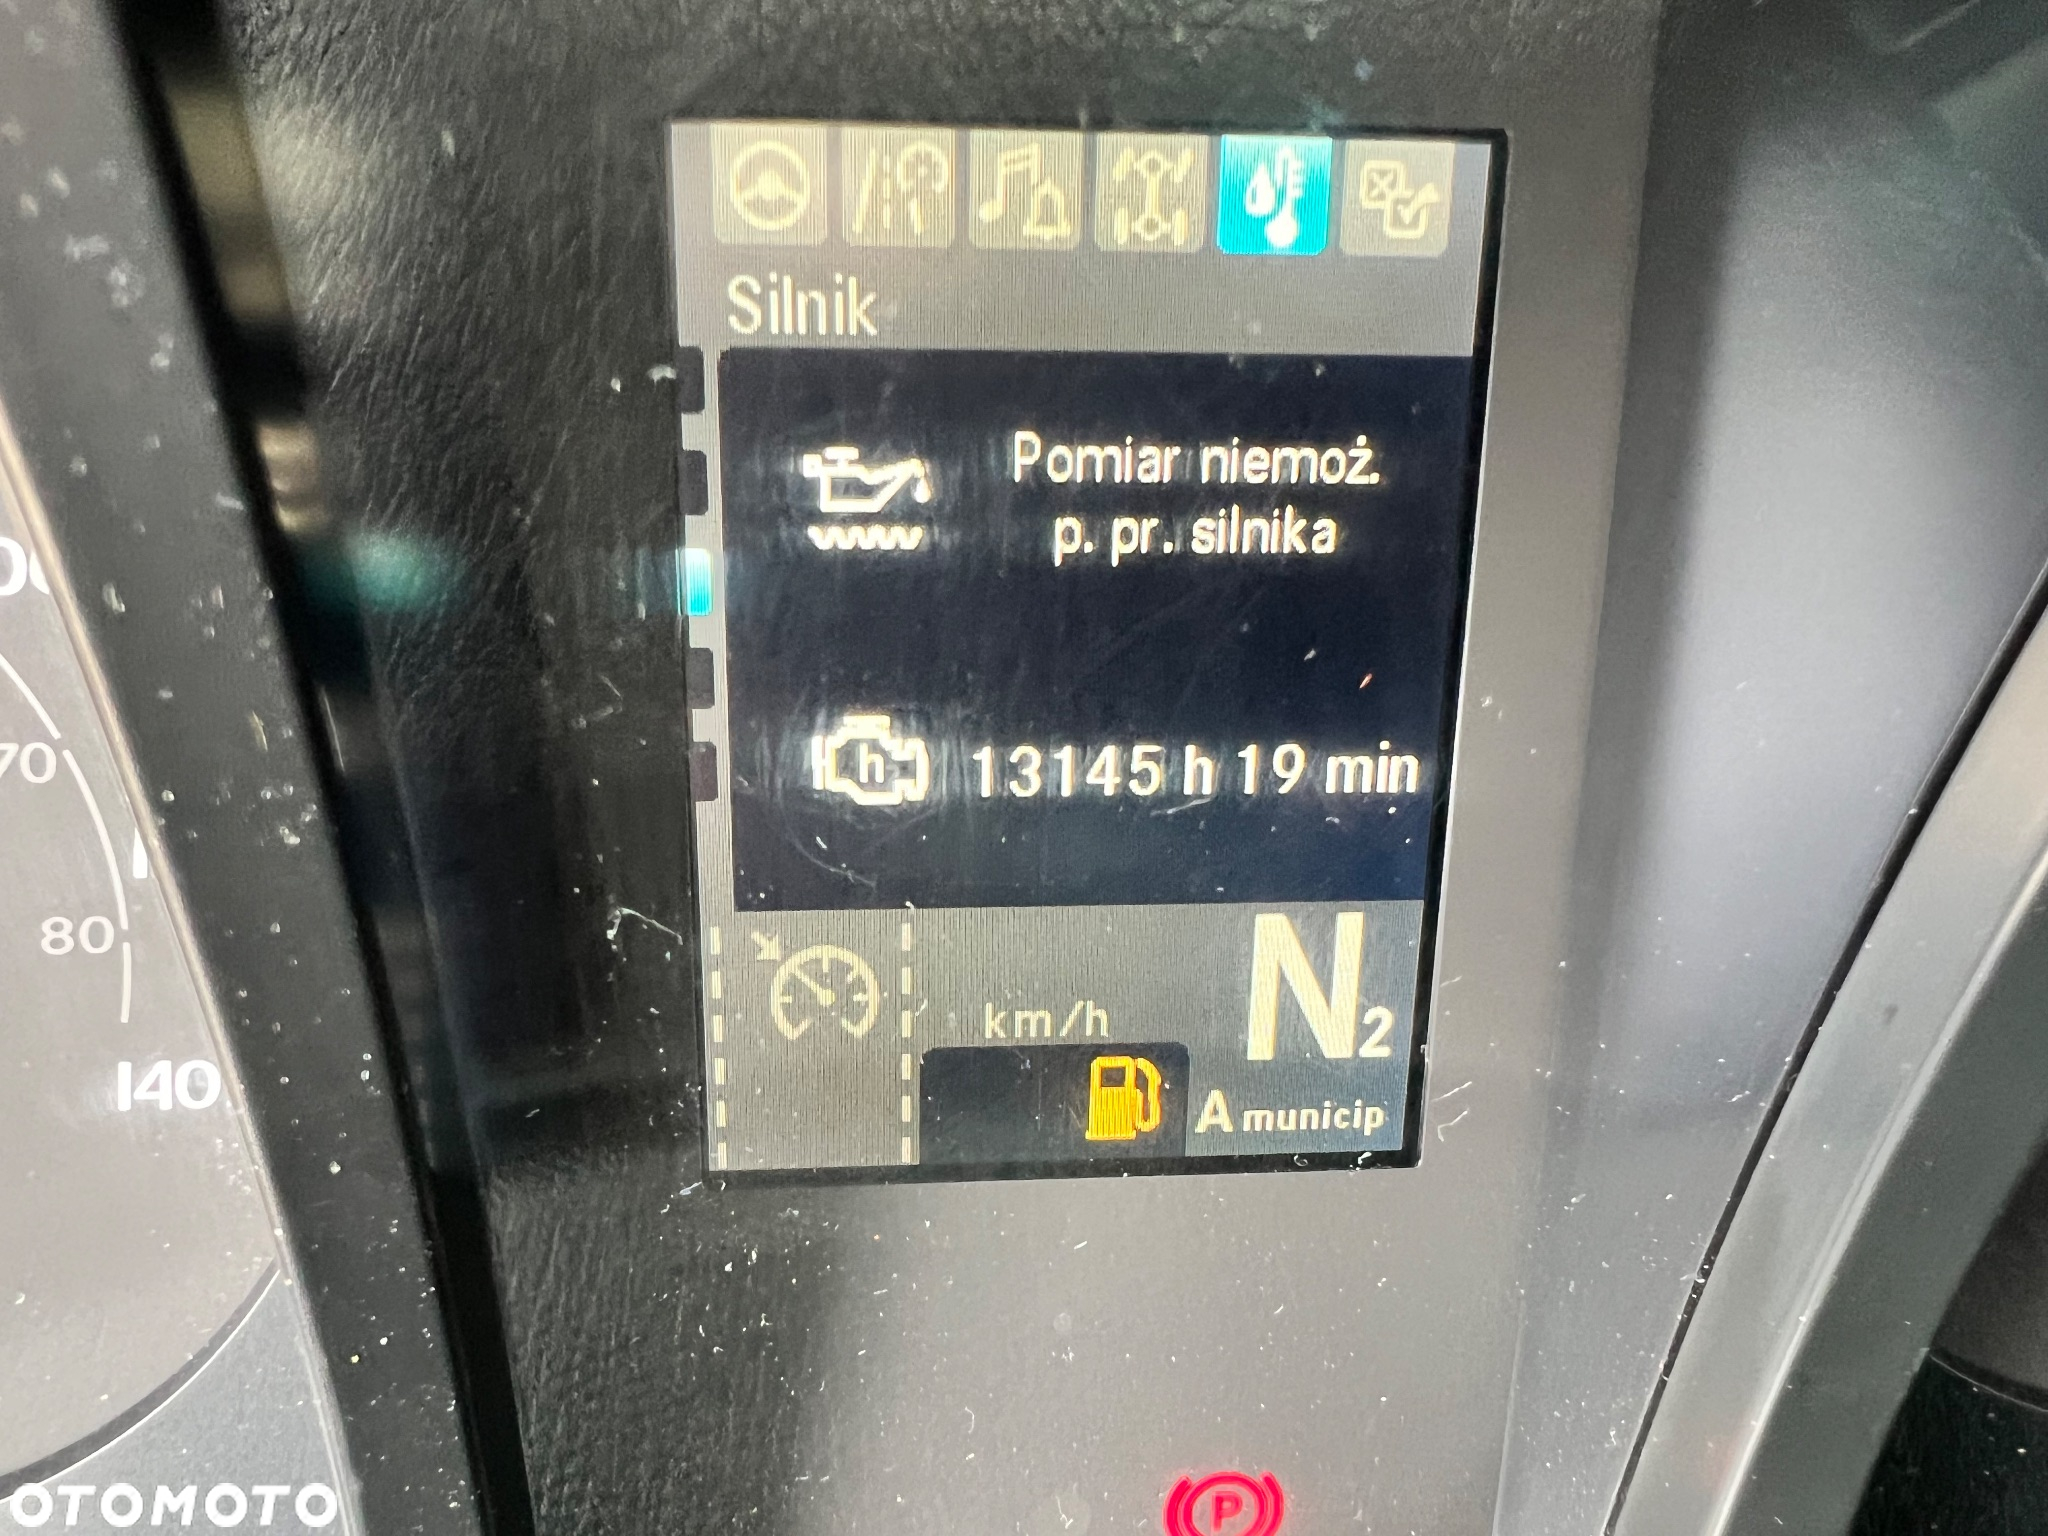 Silnik
Pomiar niemoż.
p. pr. silnika
h
13145 h 19 min
70
80
140
km/h
N2
A municip
P
OTOMOTO